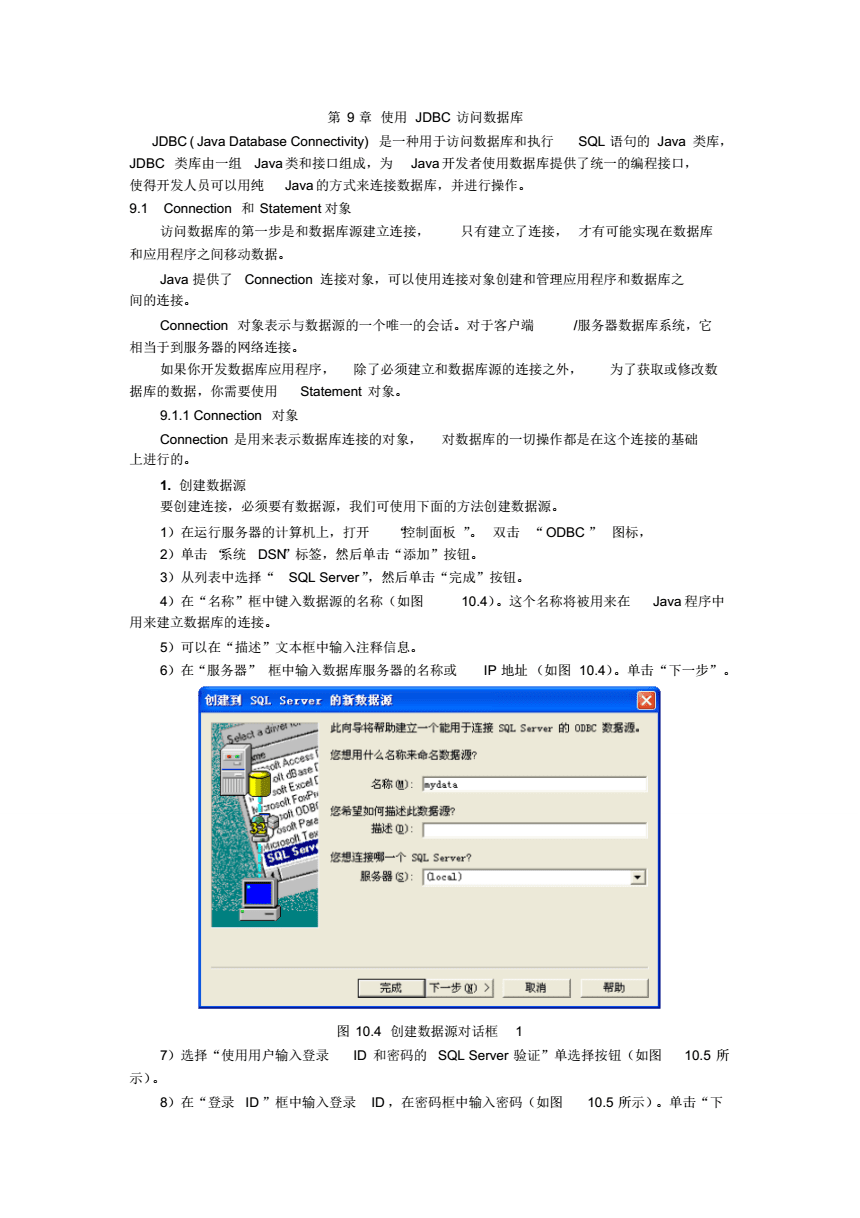 第 9 章 使用 JDBC 访问数据库
JDBC ( Java Database Connectivity) 是一种用于访问数据库和执行 SQL 语句的 Java 类库，
JDBC 类库由一组 Java 类和接口组成，为 Java 开发者使用数据库提供了统一的编程接口，
使得开发人员可以用纯 Java 的方式来连接数据库，并进行操作。
9.1 Connection 和 Statement 对象
访问数据库的第一步是和数据库源建立连接， 只有建立了连接， 才有可能实现在数据库
和应用程序之间移动数据。
Java 提供了 Connection 连接对象，可以使用连接对象创建和管理应用程序和数据库之
间的连接。
Connection 对象表示与数据源的一个唯一的会话。对于客户端 /服务器数据库系统，它
相当于到服务器的网络连接。
如果你开发数据库应用程序， 除了必须建立和数据库源的连接之外， 为了获取或修改数
据库的数据，你需要使用 Statement 对象。
9.1.1 Connection 对象
Connection 是用来表示数据库连接的对象， 对数据库的一切操作都是在这个连接的基础
上进行的。
1. 创建数据源
要创建连接，必须要有数据源，我们可使用下面的方法创建数据源。
1）在运行服务器的计算机上，打开 “控制面板 ”。 双击 “ ODBC ” 图标，
2）单击 “系统 DSN” 标签，然后单击“添加”按钮。
3）从列表中选择“ SQL Server ”，然后单击“完成”按钮。
4）在“名称”框中键入数据源的名称（如图 10.4）。这个名称将被用来在 Java 程序中
用来建立数据库的连接。
5）可以在“描述”文本框中输入注释信息。
6）在“服务器” 框中输入数据库服务器的名称或 IP 地址 （如图 10.4）。单击“下一步” 。
创建到 SQL Server 的新数据源
Select a driver
me
soft Access
oft dBase
soft Excel
rosoft FoxPro
soft ODB
rosoft Para
Microsoft Tex
SQL Serv
此向导将帮助建立一个能用于连接 SQL Server 的 ODBC 数据源。
您想用什么名称来命名数据源?
名称(M): mydata
您希望如何描述此数据源?
描述(D):
您想连接哪一个 SQL Server?
服务器(S): (local)
完成 下一步(N) > 取消 帮助
图 10.4 创建数据源对话框 1
7）选择“使用用户输入登录 ID 和密码的 SQL Server 验证”单选择按钮（如图 10.5 所
示）。
8）在“登录 ID ”框中输入登录 ID ，在密码框中输入密码（如图 10.5 所示）。单击“下